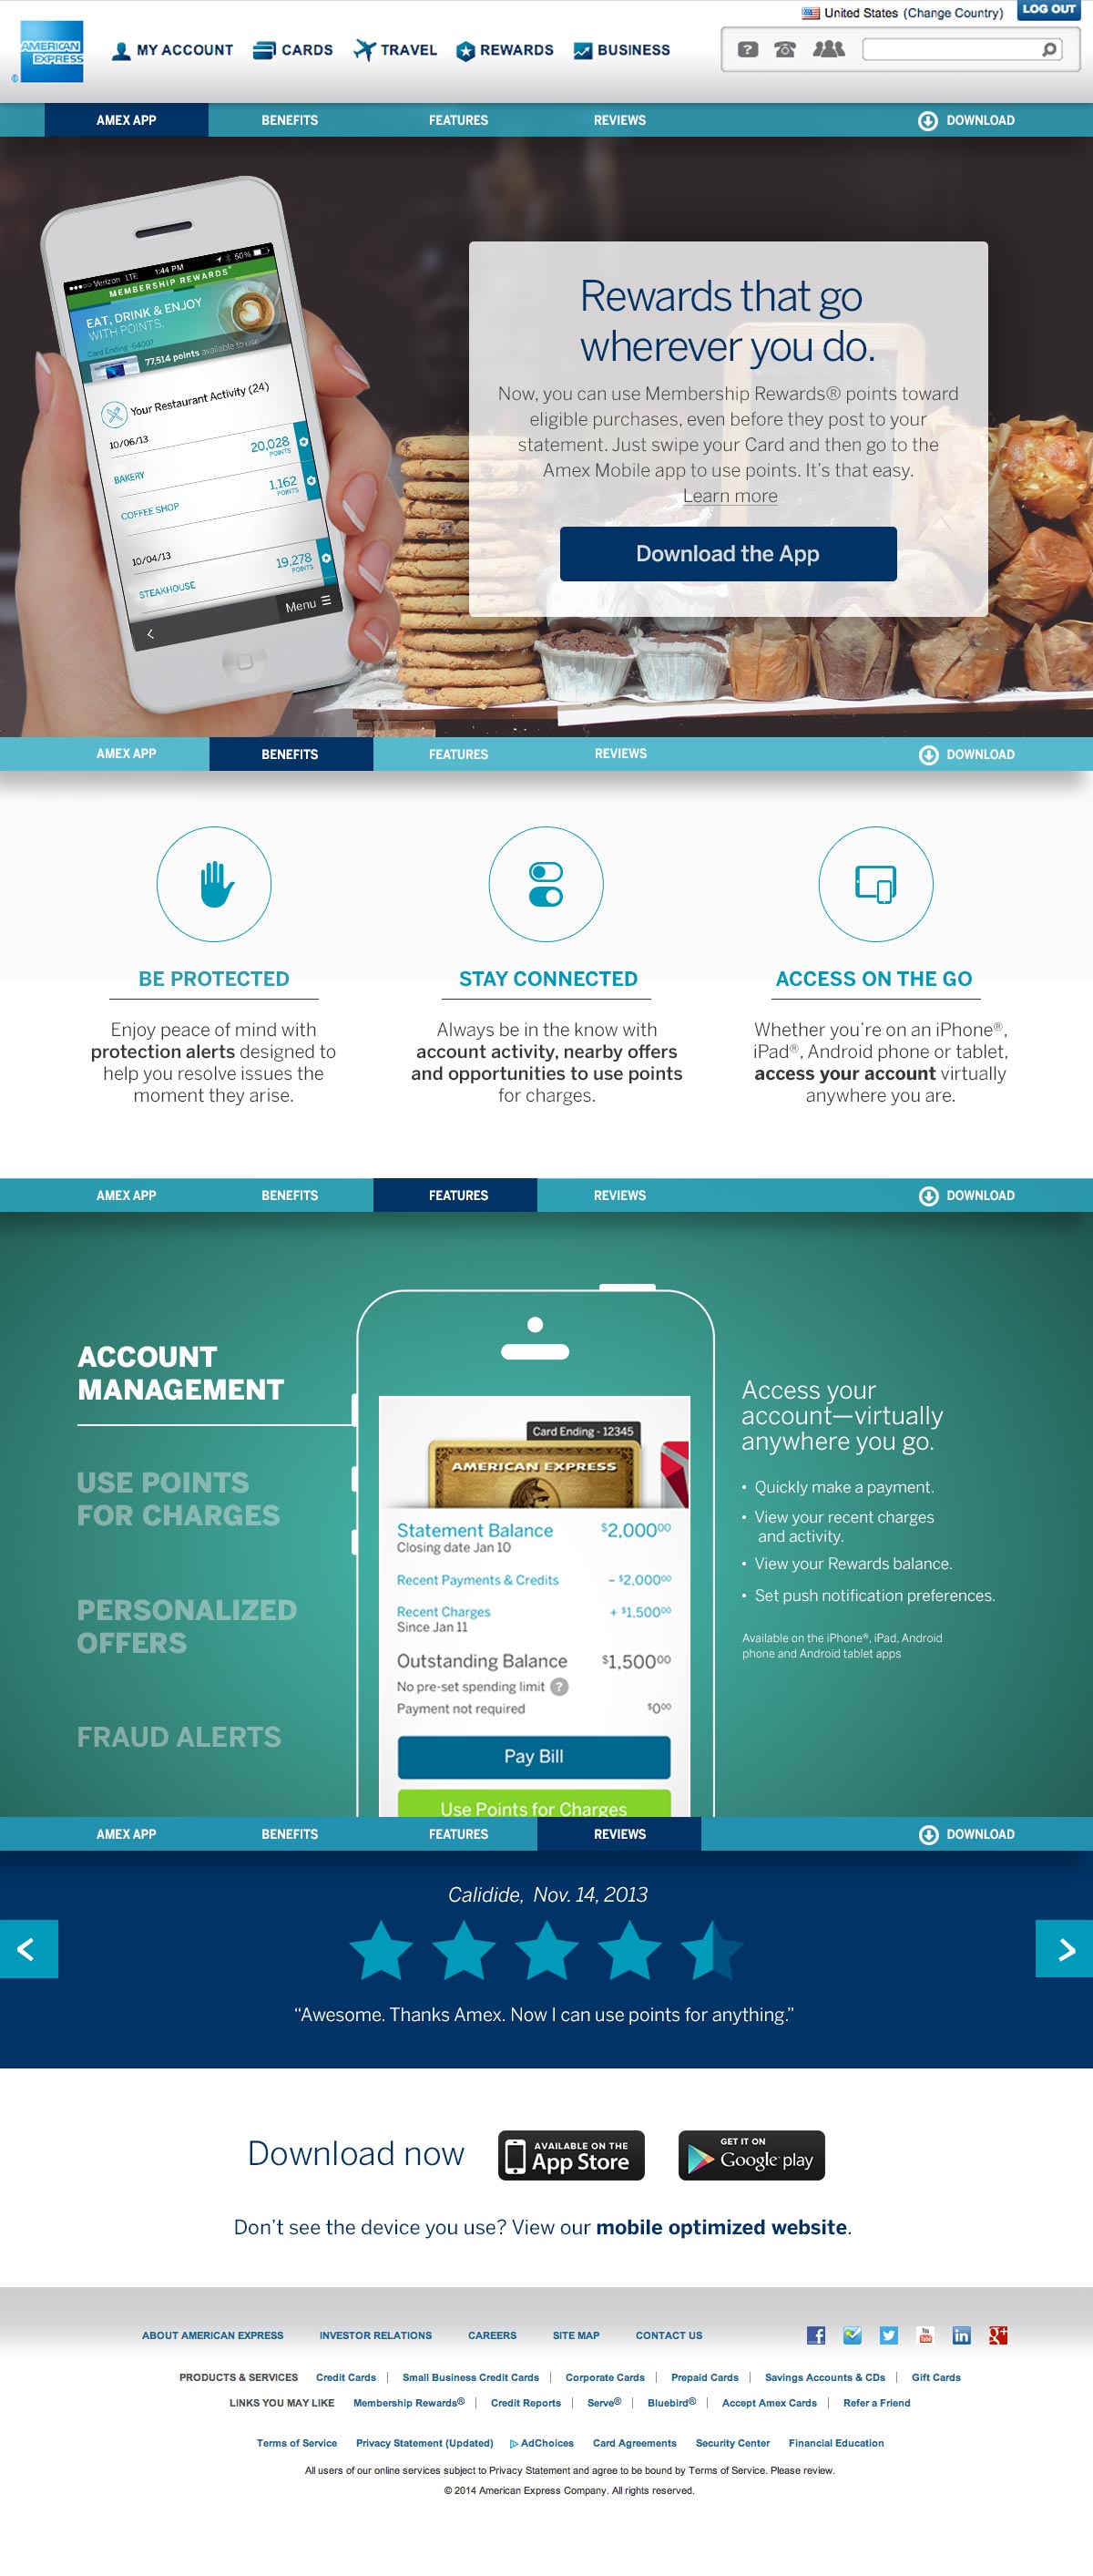 United States (Change Country)
LOG OUT
AMERICAN
EXPRESS
®
MY ACCOUNT
CARDS
TRAVEL
REWARDS
BUSINESS
?
AMEX APP
BENEFITS
FEATURES
REVIEWS
DOWNLOAD
Verizon LTE 1:44 PM 50%
MEMBERSHIP REWARDS®
EAT, DRINK & ENJOY
WITH POINTS.
Card Ending - 64007
77,514 points available to use
Your Restaurant Activity (24)
10/06/13
BAKERY
20,028
POINTS
COFFEE SHOP
1,162
POINTS
10/04/13
STEAKHOUSE
19,278
POINTS
Menu
Rewards that go
wherever you do.
Now, you can use Membership Rewards® points toward
eligible purchases, even before they post to your
statement. Just swipe your Card and then go to the
Amex Mobile app to use points. It's that easy.
Learn more
Download the App
AMEX APP
BENEFITS
FEATURES
REVIEWS
DOWNLOAD
BE PROTECTED
Enjoy peace of mind with
protection alerts designed to
help you resolve issues the
moment they arise.
STAY CONNECTED
Always be in the know with
account activity, nearby offers
and opportunities to use points
for charges.
ACCESS ON THE GO
Whether you're on an iPhone®,
iPad®, Android phone or tablet,
access your account virtually
anywhere you are.
AMEX APP
BENEFITS
FEATURES
REVIEWS
DOWNLOAD
ACCOUNT
MANAGEMENT
USE POINTS
FOR CHARGES
PERSONALIZED
OFFERS
FRAUD ALERTS
Card Ending - 12345
AMERICAN EXPRESS
Statement Balance $2,000.00
Closing date Jan 10
Recent Payments & Credits - $2,000.00
Recent Charges + $1,500.00
Since Jan 11
Outstanding Balance $1,500.00
No pre-set spending limit ?
Payment not required $0.00
Pay Bill
Use Points for Charges
Access your
account—virtually
anywhere you go.
• Quickly make a payment.
• View your recent charges
and activity.
• View your Rewards balance.
• Set push notification preferences.
Available on the iPhone®, iPad, Android
phone and Android tablet apps
AMEX APP
BENEFITS
FEATURES
REVIEWS
DOWNLOAD
Calidide, Nov. 14, 2013
<
>
"Awesome. Thanks Amex. Now I can use points for anything."
Download now
AVAILABLE ON THE
App Store
GET IT ON
Google play
Don't see the device you use? View our mobile optimized website.
ABOUT AMERICAN EXPRESS
INVESTOR RELATIONS
CAREERS
SITE MAP
CONTACT US
f
You Tube
in
g+
PRODUCTS & SERVICES Credit Cards | Small Business Credit Cards | Corporate Cards | Prepaid Cards | Savings Accounts & CDs | Gift Cards
LINKS YOU MAY LIKE Membership Rewards® | Credit Reports | Serve® | Bluebird® | Accept Amex Cards | Refer a Friend
Terms of Service Privacy Statement (Updated) AdChoices Card Agreements Security Center Financial Education
All users of our online services subject to Privacy Statement and agree to be bound by Terms of Service. Please review.
© 2014 American Express Company. All rights reserved.